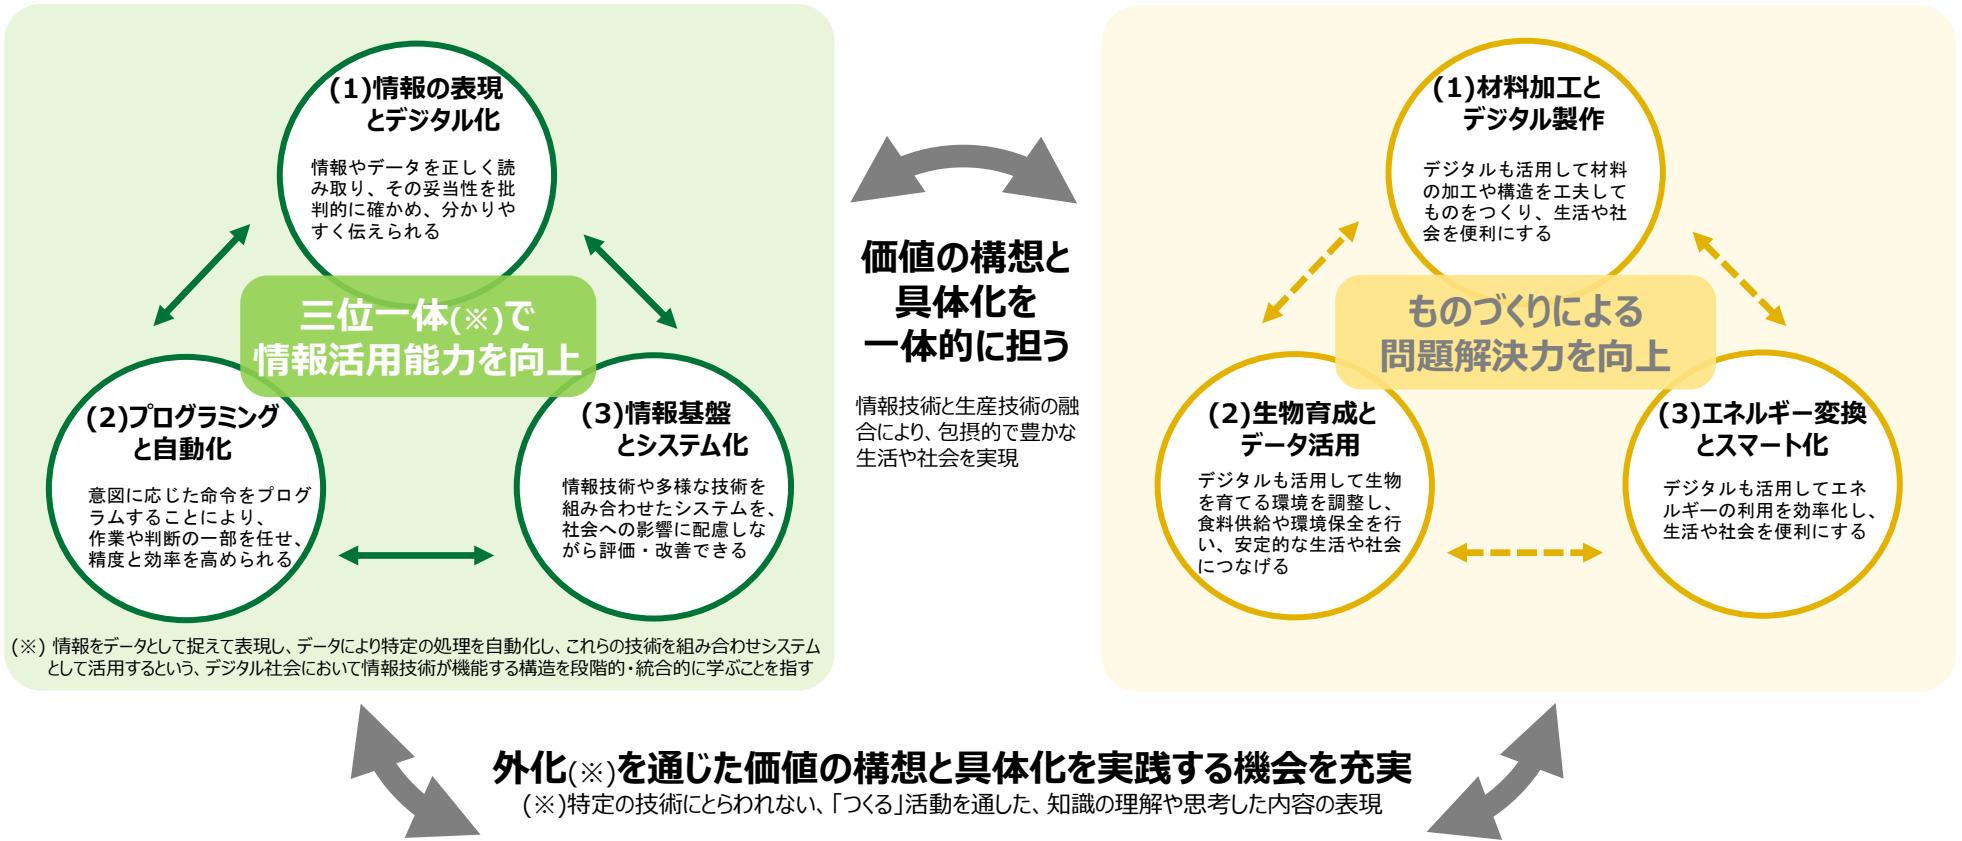 (1)情報の表現
とデジタル化
情報やデータを正しく読
み取り、その妥当性を批
判的に確かめ、分かりや
すく伝えられる
三位一体(※)で
情報活用能力を向上
(2)プログラミング
と自動化
意図に応じた命令をプログ
ラムすることにより、
作業や判断の一部を任せ、
精度と効率を高められる
(3)情報基盤
とシステム化
情報技術や多様な技術を
組み合わせたシステムを、
社会への影響に配慮しな
がら評価・改善できる
(※) 情報をデータとして捉えて表現し、データにより特定の処理を自動化し、これらの技術を組み合わせシステム
として活用するという、デジタル社会において情報技術が機能する構造を段階的・統合的に学ぶことを指す
価値の構想と
具体化を
一体的に担う
情報技術と生産技術の融
合により、包摂的で豊かな
生活や社会を実現
(1)材料加工と
デジタル製作
デジタルも活用して材料
の加工や構造を工夫して
ものをつくり、生活や社
会を便利にする
ものづくりによる
問題解決力を向上
(2)生物育成と
データ活用
デジタルも活用して生物
を育てる環境を調整し、
食料供給や環境保全を行
い、安定的な生活や社会
につなげる
(3)エネルギー変換
とスマート化
デジタルも活用してエネ
ルギーの利用を効率化し、
生活や社会を便利にする
外化(※)を通じた価値の構想と具体化を実践する機会を充実
(※)特定の技術にとらわれない、「つくる」活動を通した、知識の理解や思考した内容の表現